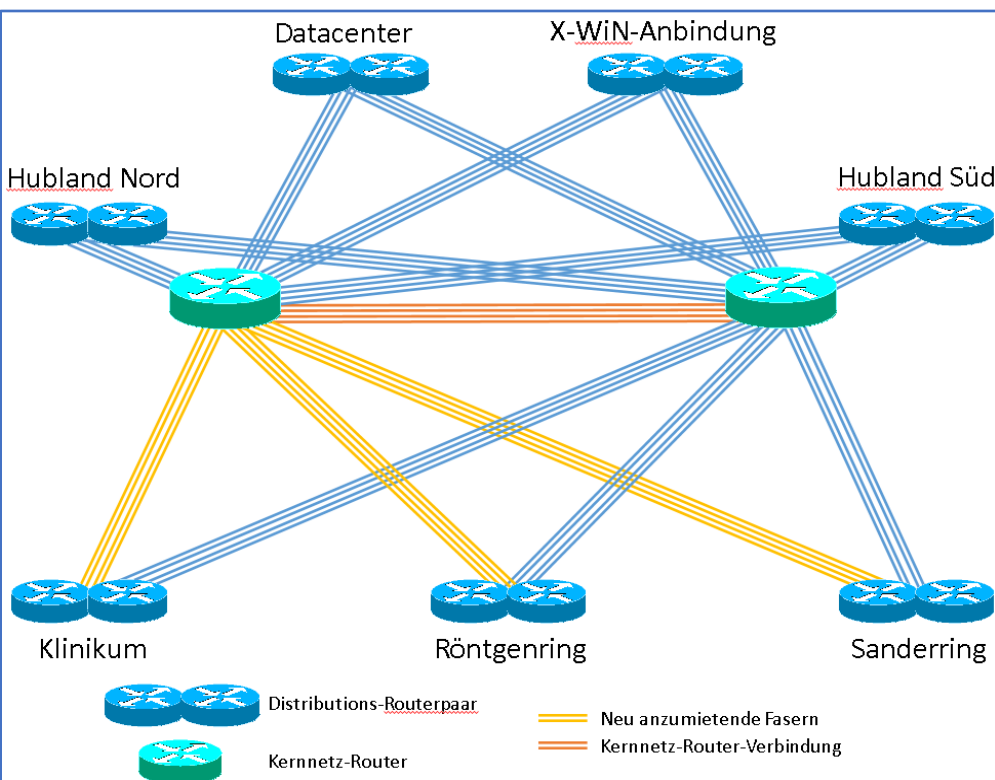 Datacenter
X-WiN-Anbindung
Hubland Nord
Hubland Süd
Klinikum
Röntgenring
Sanderring
Distributions-Routerpaar
Neu anzumietende Fasern
Kernnetz-Router-Verbindung
Kernnetz-Router